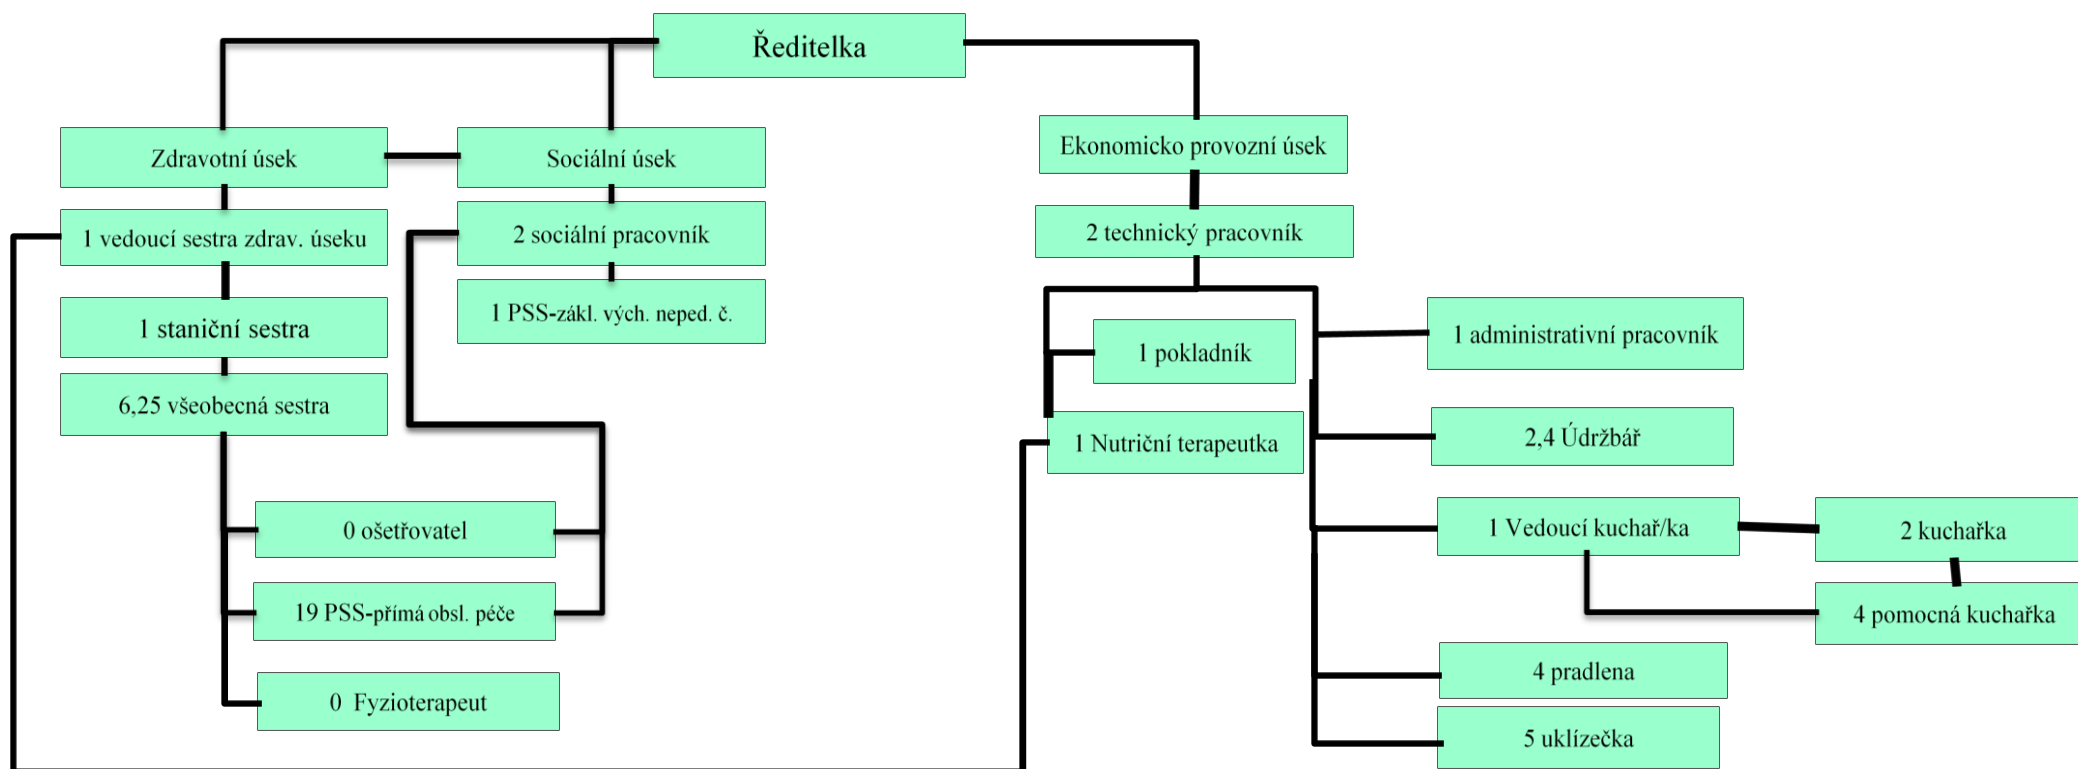 Ředitelka
Zdravotní úsek
Sociální úsek
Ekonomicko provozní úsek
1 vedoucí sestra zdrav. úseku
2 sociální pracovník
2 technický pracovník
1 staniční sestra
1 PSS-zákl. vých. neped. č.
1 pokladník
1 administrativní pracovník
6,25 všeobecná sestra
1 Nutriční terapeutka
2,4 Údržbář
0 ošetřovatel
1 Vedoucí kuchař/ka
2 kuchařka
19 PSS-přímá obsl. péče
4 pomocná kuchařka
0 Fyzioterapeut
4 pradlena
5 uklízečka